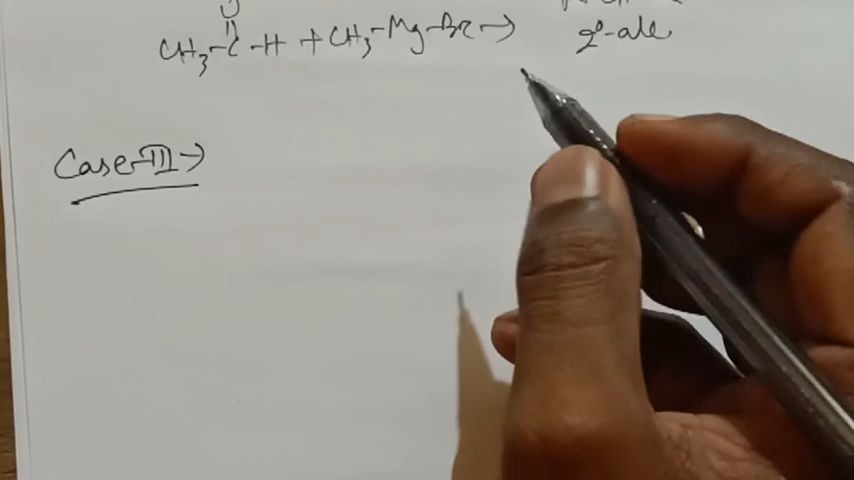 O
||
CH3-C-H + CH3-Mg-Br →
2°-alc
Case-III →